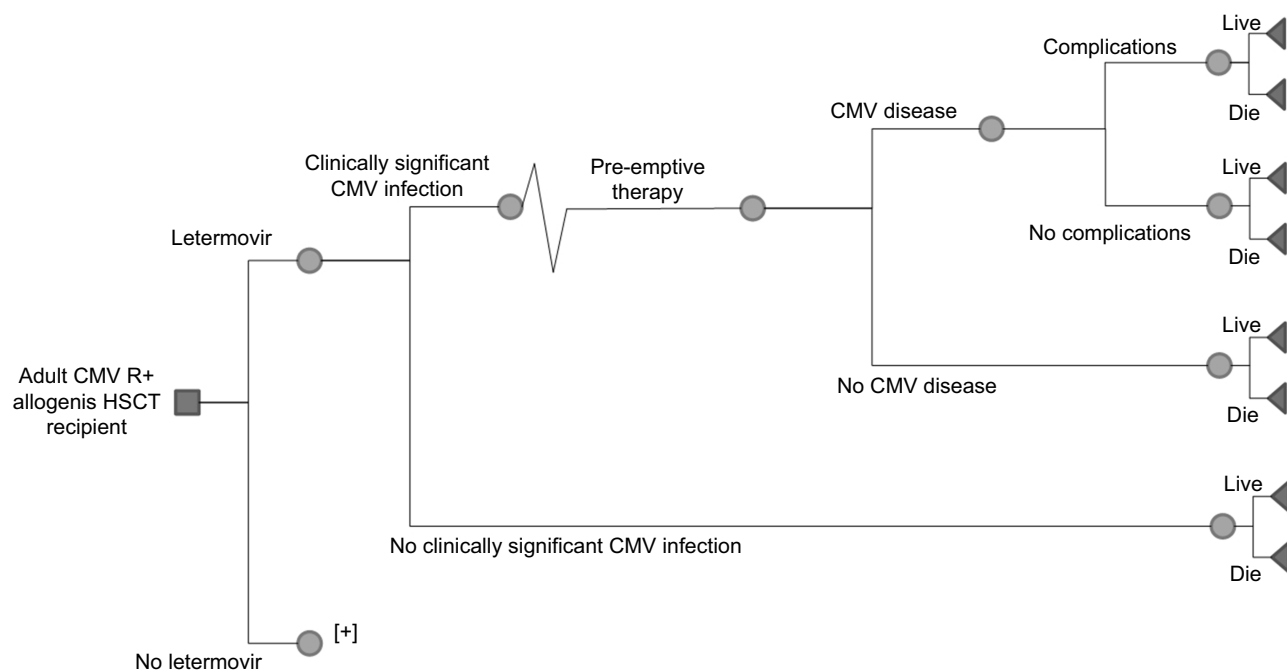 Live
Complications
Die
CMV disease
Clinically significant
CMV infection
Pre-emptive
therapy
Live
No complications
Die
Letermovir
Live
No CMV disease
Die
Adult CMV R+
allogenis HSCT
recipient
Live
No clinically significant CMV infection
Die
[+]
No letermovir